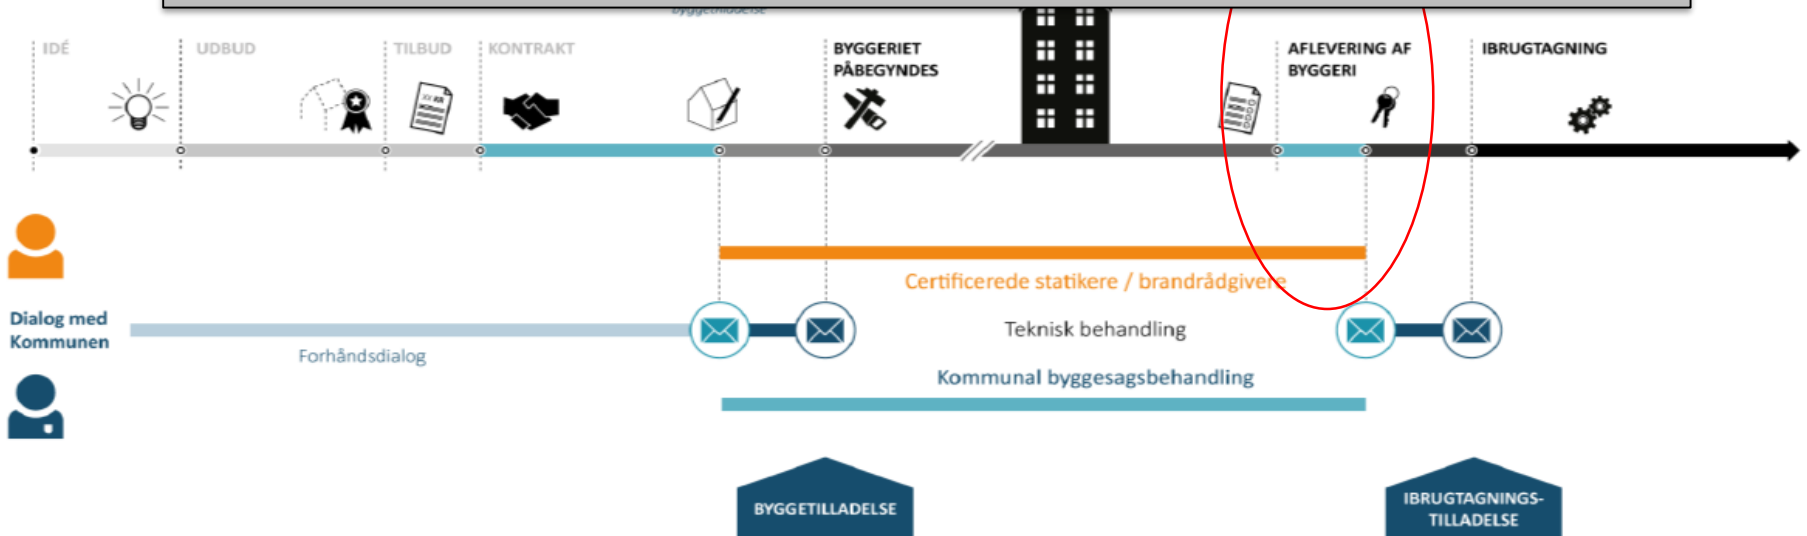 byggetilladelse
IDÉ
UDBUD
TILBUD
KONTRAKT
BYGGERIET
PÅBEGYNDES
AFLEVERING AF
BYGGERI
IBRUGTAGNING
Certificerede statikere / brandrådgivere
Dialog med
Kommunen
Forhåndsdialog
Teknisk behandling
Kommunal byggesagsbehandling
BYGGETILLADELSE
IBRUGTAGNINGS-
TILLADELSE